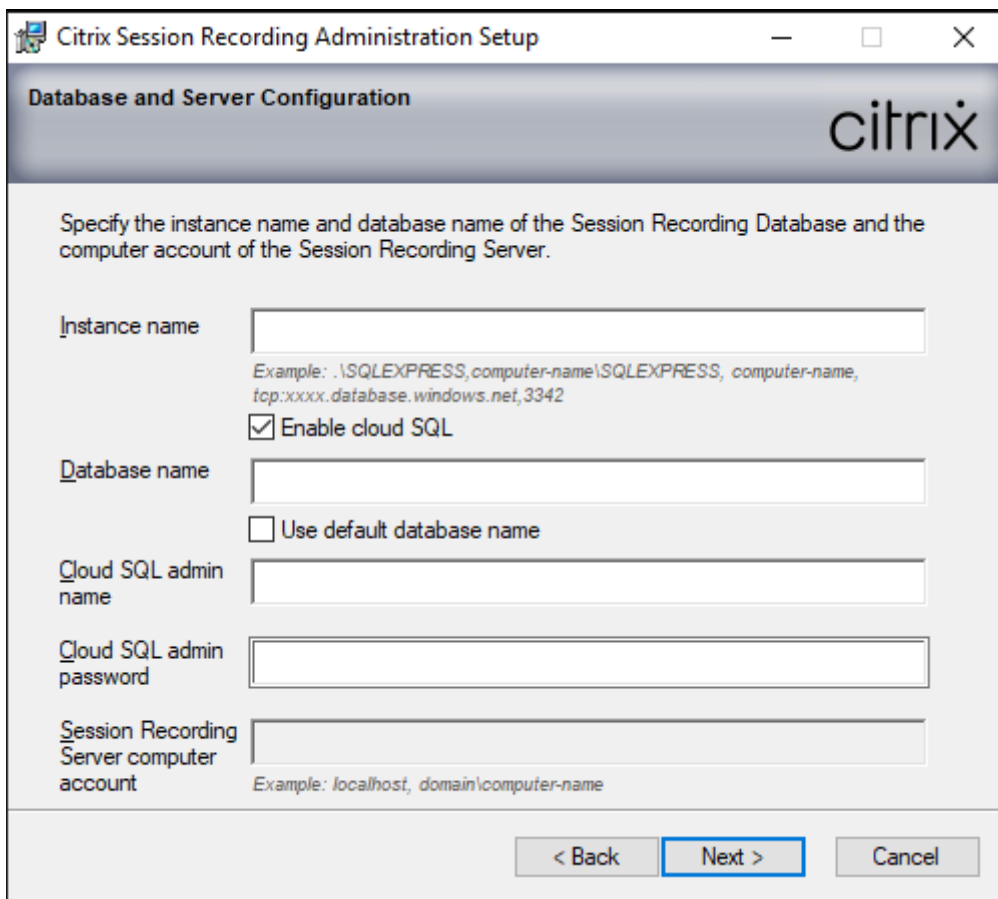 Citrix Session Recording Administration Setup
Database and Server Configuration
citrix
Specify the instance name and database name of the Session Recording Database and the
computer account of the Session Recording Server.
Instance name
Example: .\SQLEXPRESS,computer-name\SQLEXPRESS, computer-name,
tcp:xxxx.database.windows.net,3342
Enable cloud SQL
Database name
Use default database name
Cloud SQL admin
name
Cloud SQL admin
password
Session Recording
Server computer
account
Example: localhost, domain\computer-name
< Back
Next >
Cancel